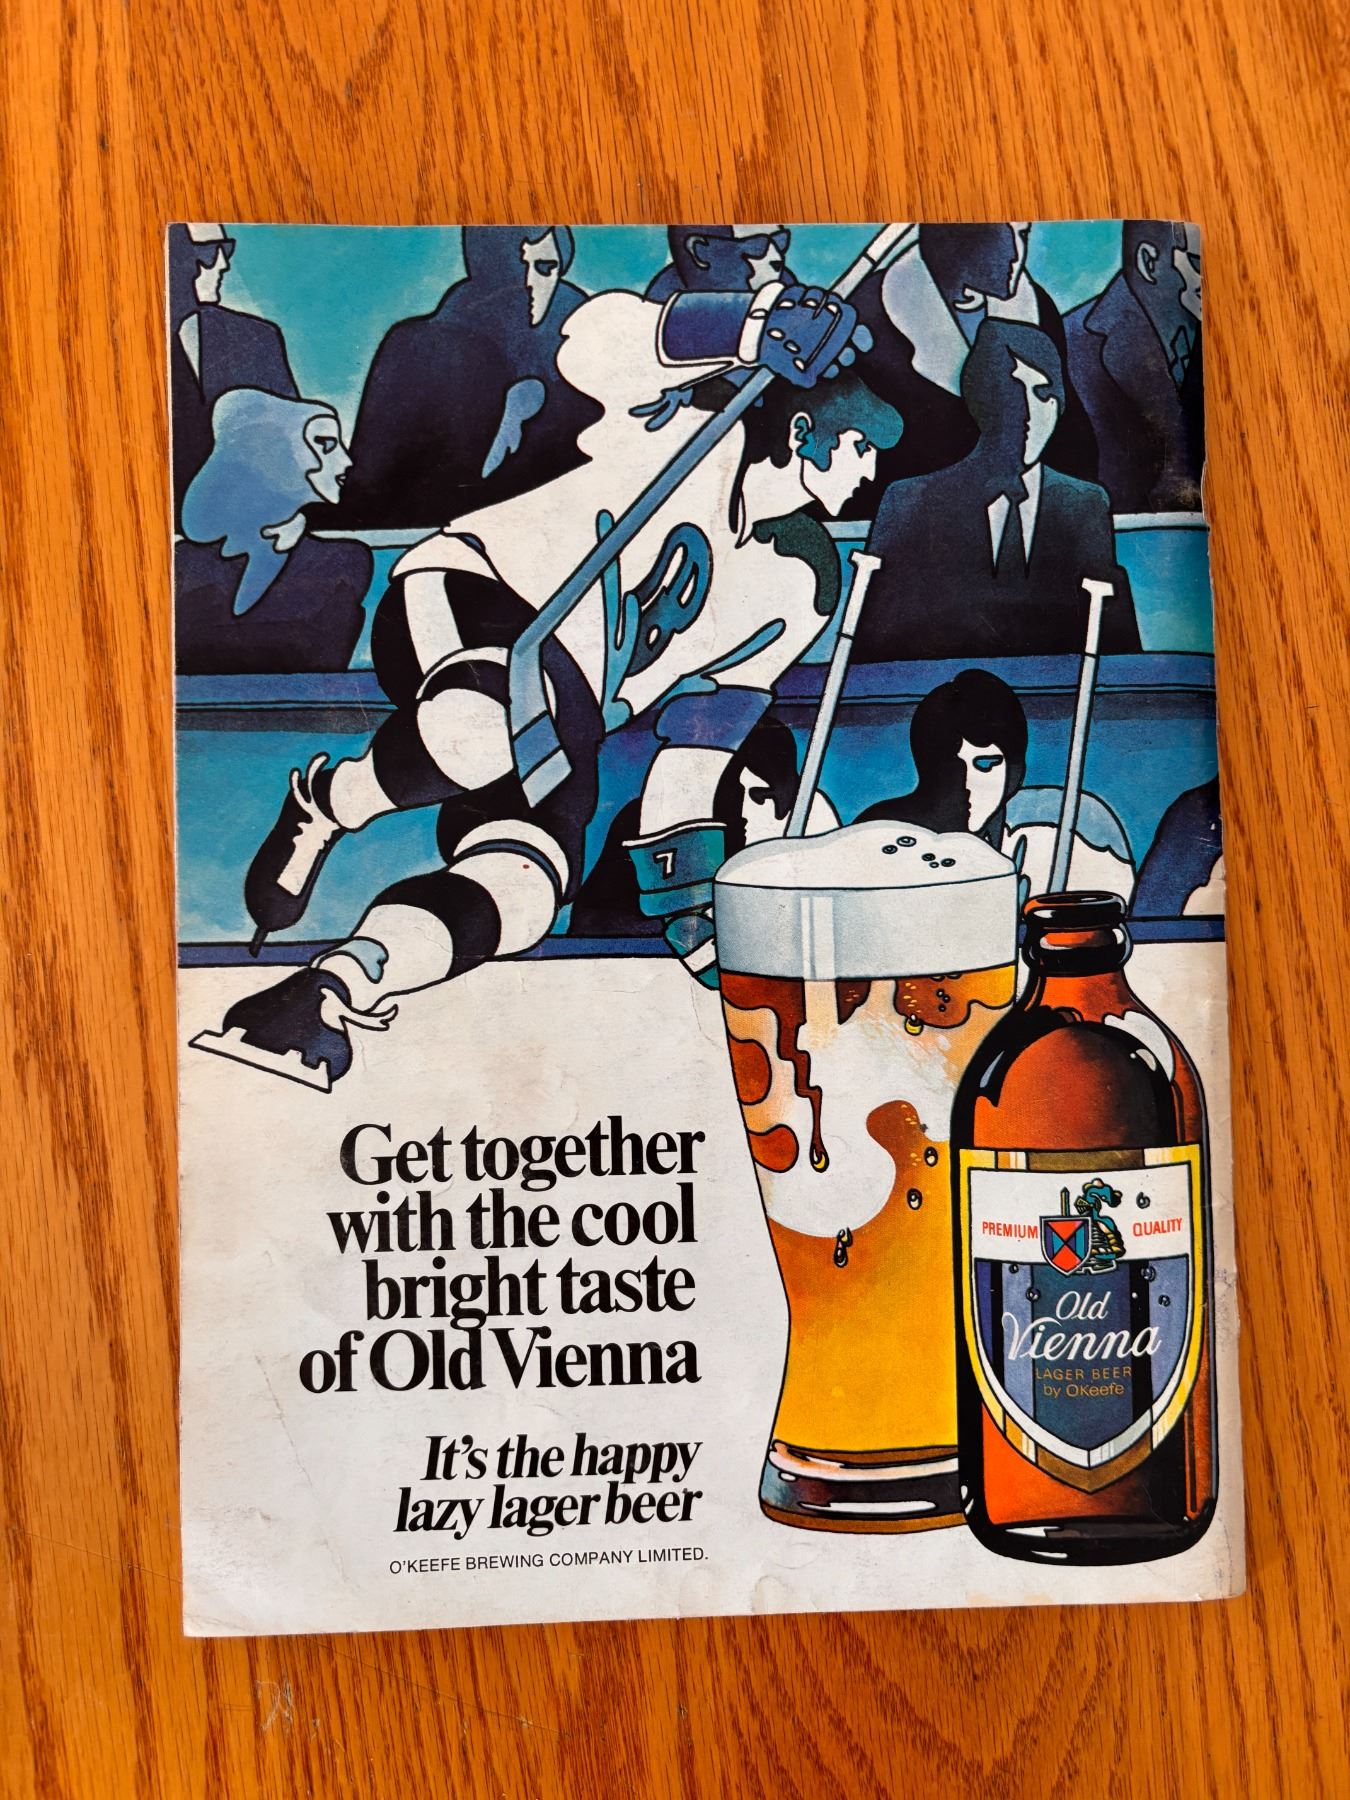 7
Get together
with the cool
bright taste
of Old Vienna
It's the happy
lazy lager beer
O'KEEFE BREWING COMPANY LIMITED.
PREMIUM QUALITY
Old
Vienna
LAGER BEER
by OKeefe